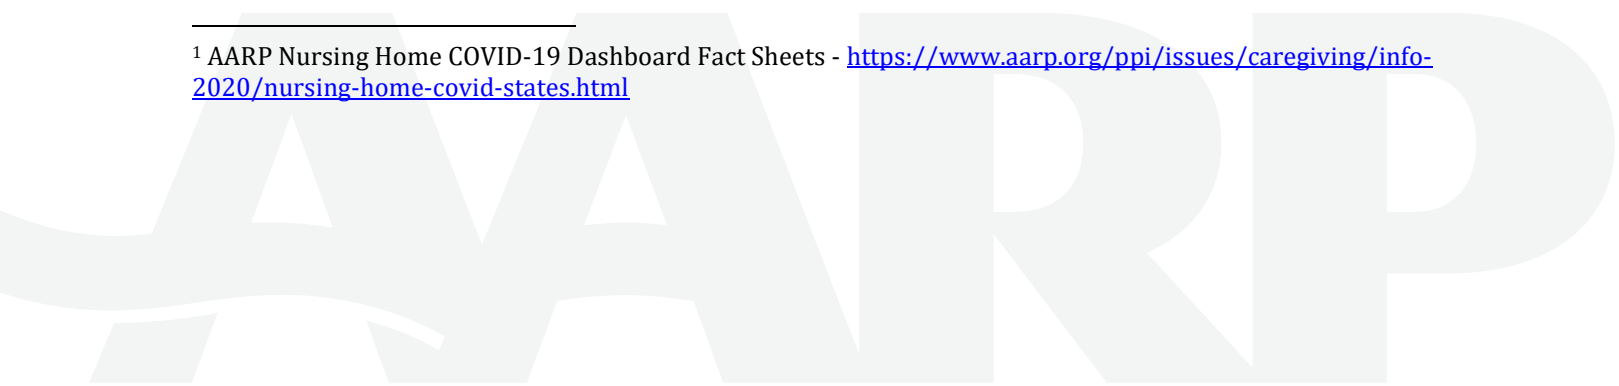 1 AARP Nursing Home COVID-19 Dashboard Fact Sheets - https://www.aarp.org/ppi/issues/caregiving/info-
2020/nursing-home-covid-states.html
AARP